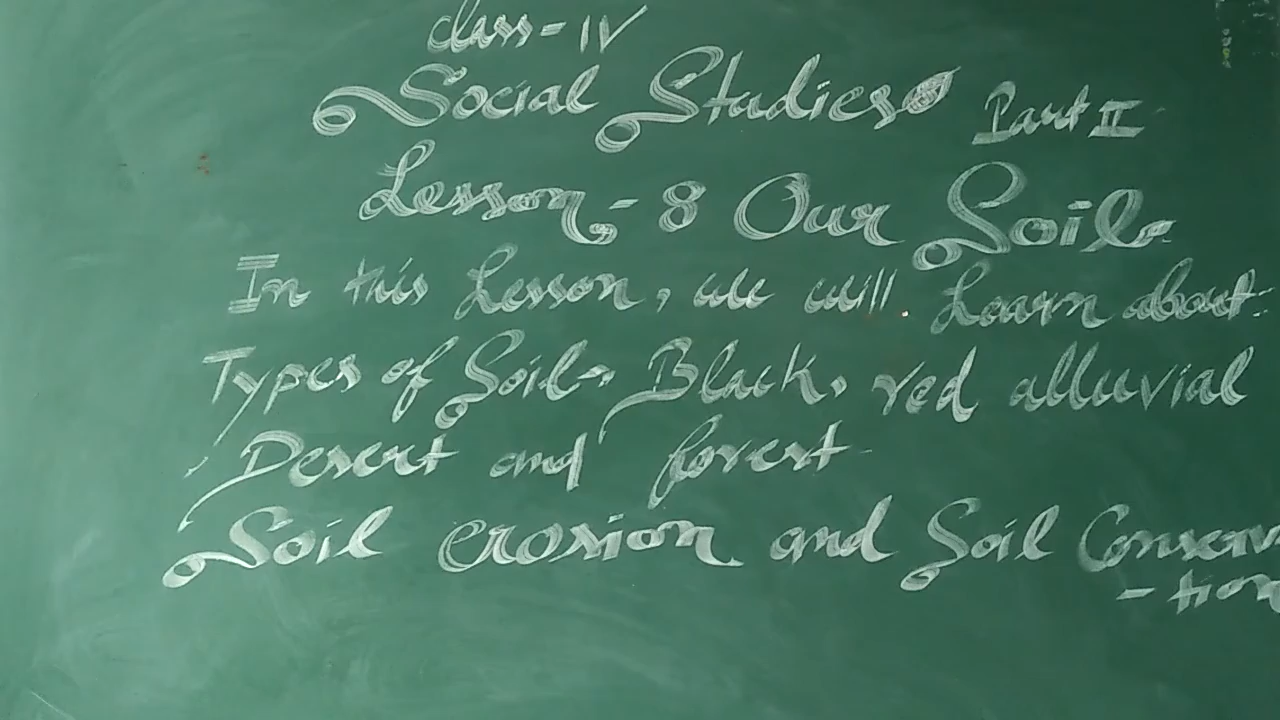 Class-IV
Social Studies Part II
Lesson-8 Our Soil
In this Lesson, we will Learn about:
Types of Soil, Black, red alluvial
Desert and forest
Soil erosion and Soil Conserv
-tion